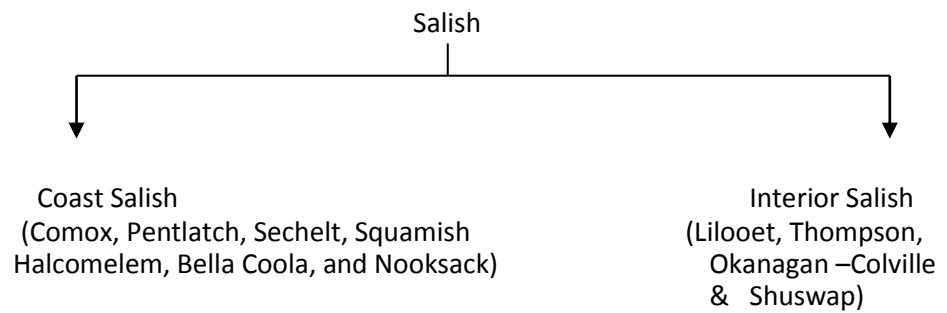 Salish
Coast Salish
(Comox, Pentlatch, Sechelt, Squamish
Halcomelem, Bella Coola, and Nooksack)
Interior Salish
(Lilooet, Thompson,
Okanagan –Colville
& Shuswap)